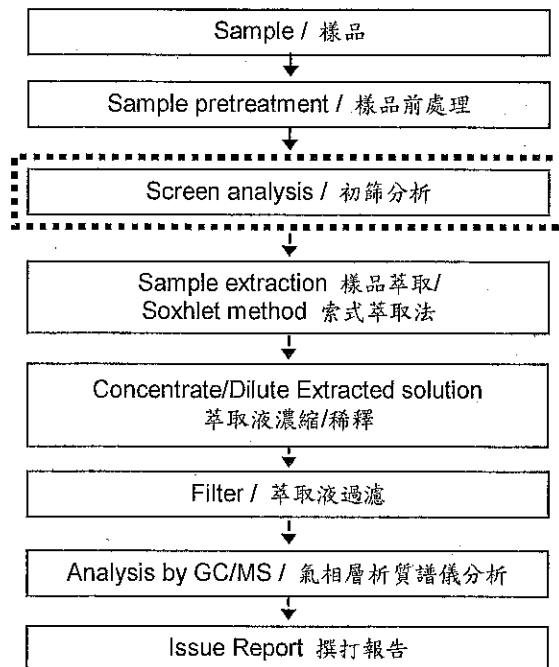 Sample / 樣品
Sample pretreatment / 樣品前處理
Screen analysis / 初篩分析
Sample extraction 樣品萃取/
Soxhlet method 索式萃取法
Concentrate/Dilute Extracted solution
萃取液濃縮/稀釋
Filter / 萃取液過濾
Analysis by GC/MS / 氣相層析質譜儀分析
Issue Report 撰打報告